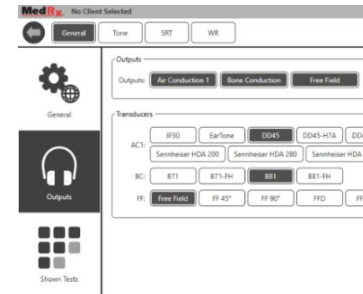 MedRx No Client Selected
General Tone SRT WR
Outputs
Outputs: Air Conduction 1 Bone Conduction Free Field
General
Transducers
AC1: IP30 EarTone DD45 DD45-H7A
Sennheiser HDA 200 Sennheiser HDA 280 Sennheiser HDA
BC: B71 B71-FH B81 B81-FH
Outputs
FF: Free Field FF 45° FF 90° FFD FF
Shown Tests